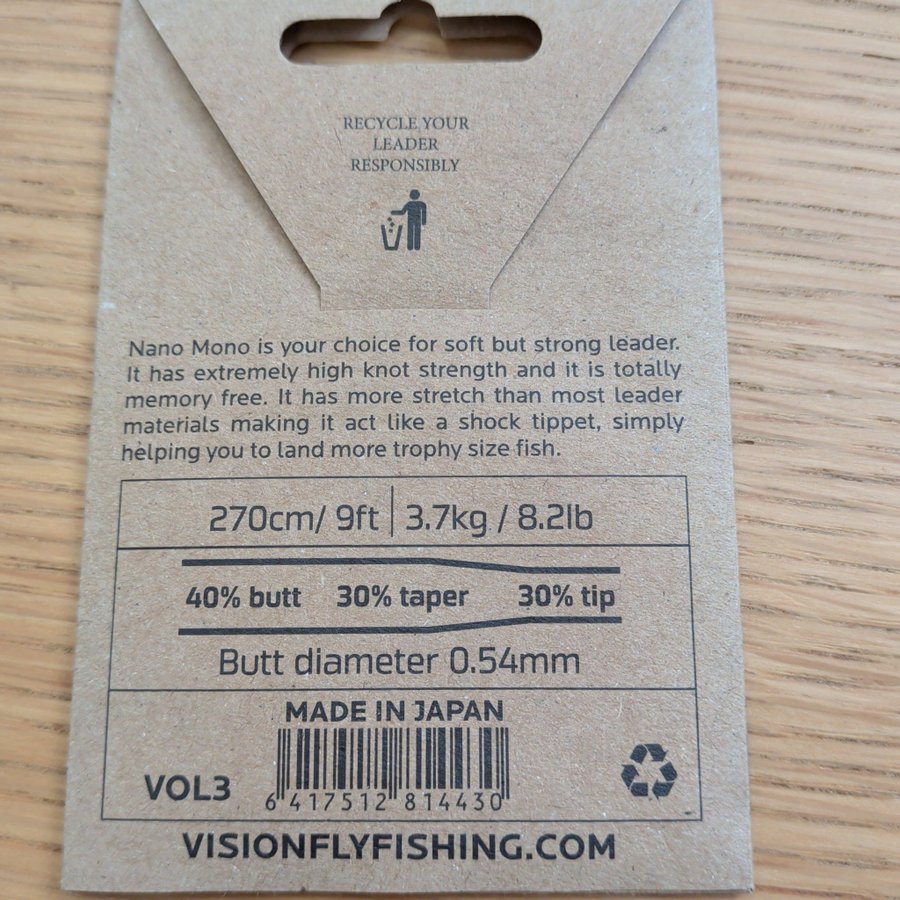 RECYCLE YOUR
LEADER
RESPONSIBLY
Nano Mono is your choice for soft but strong leader.
It has extremely high knot strength and it is totally
memory free. It has more stretch than most leader
materials making it act like a shock tippet, simply
helping you to land more trophy size fish.
270cm/ 9ft | 3.7kg / 8.2lb
40% butt 30% taper 30% tip
Butt diameter 0.54mm
MADE IN JAPAN
VOL3
6 417512 814430
VISIONFLYFISHING.COM